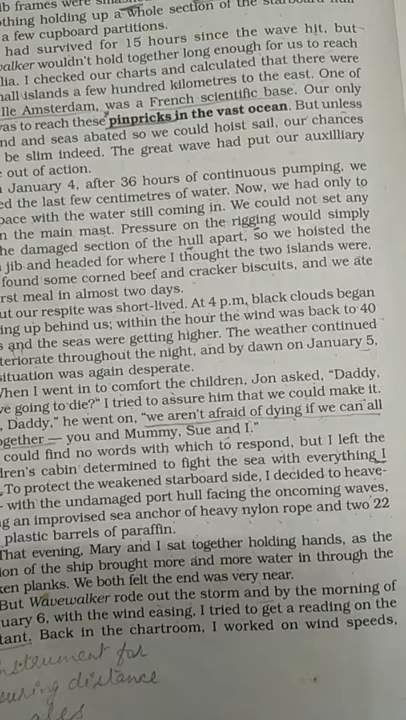 ib frames were smashed section of the starboard hull
othing holding up a whole section of the starboard hull
a few cupboard partitions.
had survived for 15 hours since the wave hit, but
walker wouldn't hold together long enough for us to reach
lia. I checked our charts and calculated that there were
mall islands a few hundred kilometres to the east. One of
Ile Amsterdam, was a French scientific base. Our only
was to reach these pinpricks in the vast ocean. But unless
nd and seas abated so we could hoist sail, our chances
be slim indeed. The great wave had put our auxilliary
out of action.
January 4, after 36 hours of continuous pumping, we
ed the last few centimetres of water. Now, we had only to
pace with the water still coming in. We could not set any
n the main mast. Pressure on the rigging would simply
he damaged section of the hull apart, so we hoisted the
jib and headed for where I thought the two islands were.
found some corned beef and cracker biscuits, and we ate
rst meal in almost two days.
ut our respite was short-lived. At 4 p.m, black clouds began
ing up behind us; within the hour the wind was back to 40
s and the seas were getting higher. The weather continued
teriorate throughout the night, and by dawn on January 5,
situation was again desperate.
When I went in to comfort the children, Jon asked, "Daddy,
we going to die?" I tried to assure him that we could make it.
, Daddy," he went on, "we aren't afraid of dying if we can all
ogether — you and Mummy, Sue and I."
could find no words with which to respond, but I left the
dren's cabin determined to fight the sea with everything I
. To protect the weakened starboard side, I decided to heave-
- with the undamaged port hull facing the oncoming waves,
g an improvised sea anchor of heavy nylon rope and two 22
plastic barrels of paraffin.
That evening, Mary and I sat together holding hands, as the
ion of the ship brought more and more water in through the
ken planks. We both felt the end was very near.
But Wavewalker rode out the storm and by the morning of
uary 6, with the wind easing, I tried to get a reading on the
tant. Back in the chartroom, I worked on wind speeds,
instrument for
suring distance